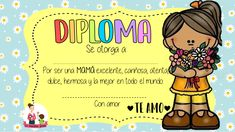 DIPLOMA
Se otorga a
Por ser una MAMÁ excelente, cariñosa, atenta,
dulce, hermosa y la mejor en todo el mundo.
Con amor ♥TE AMO♥